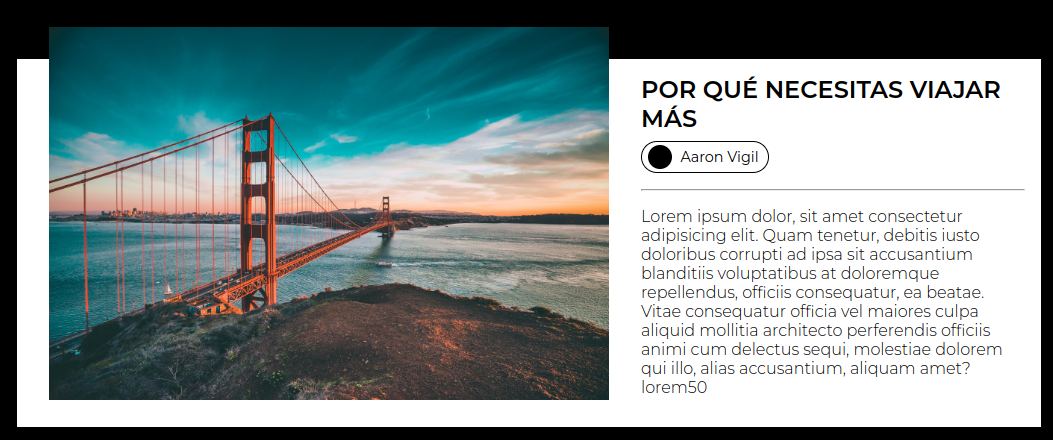 POR QUÉ NECESITAS VIAJAR
MÁS
Aaron Vigil
Lorem ipsum dolor, sit amet consectetur
adipisicing elit. Quam tenetur, debitis iusto
doloribus corrupti ad ipsa sit accusantium
blanditiis voluptatibus at doloremque
repellendus, officiis consequatur, ea beatae.
Vitae consequatur officia vel maiores culpa
aliquid mollitia architecto perferendis officiis
animi cum delectus sequi, molestiae dolorem
qui illo, alias accusantium, aliquam amet?
lorem50